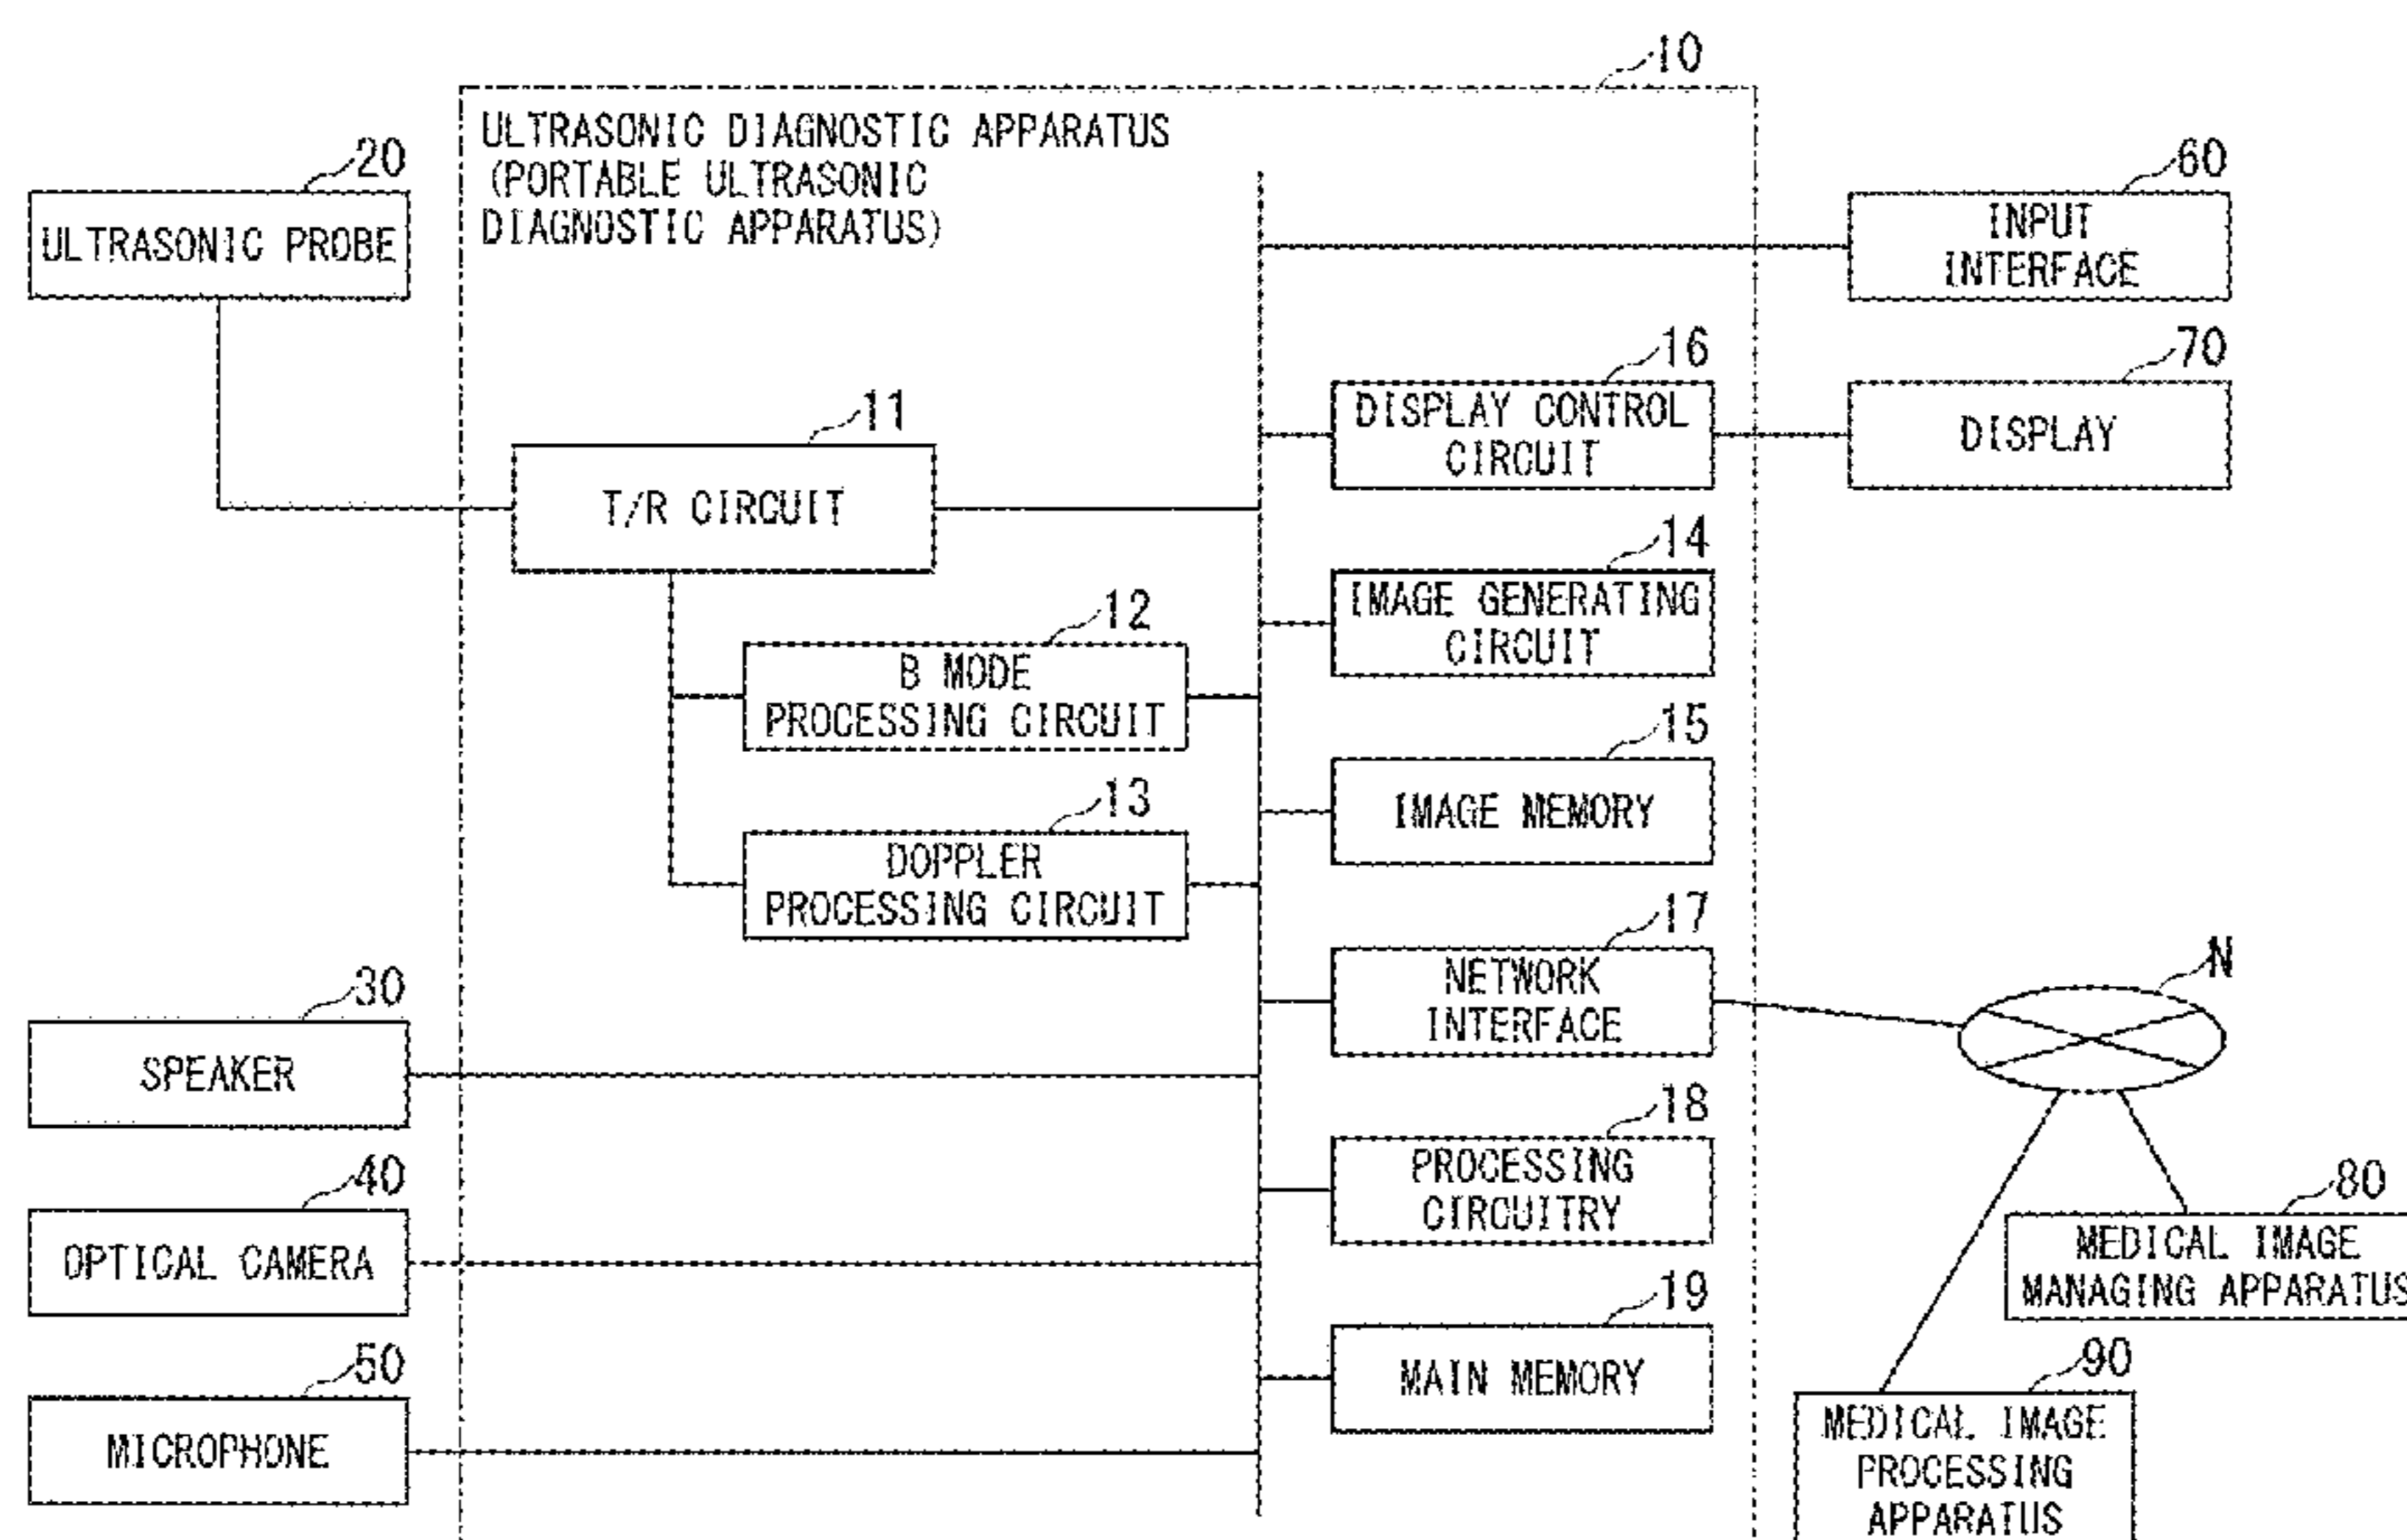 10
ULTRASONIC DIAGNOSTIC APPARATUS
(PORTABLE ULTRASONIC
DIAGNOSTIC APPARATUS)
20
ULTRASONIC PROBE
60
INPUT
INTERFACE
16
DISPLAY CONTROL
CIRCUIT
70
DISPLAY
11
T/R CIRCUIT
14
IMAGE GENERATING
CIRCUIT
12
B MODE
PROCESSING CIRCUIT
15
IMAGE MEMORY
13
DOPPLER
PROCESSING CIRCUIT
17
NETWORK
INTERFACE
N
30
SPEAKER
18
PROCESSING
CIRCUITRY
40
OPTICAL CAMERA
80
MEDICAL IMAGE
MANAGING APPARATUS
19
MAIN MEMORY
50
MICROPHONE
90
MEDICAL IMAGE
PROCESSING
APPARATUS